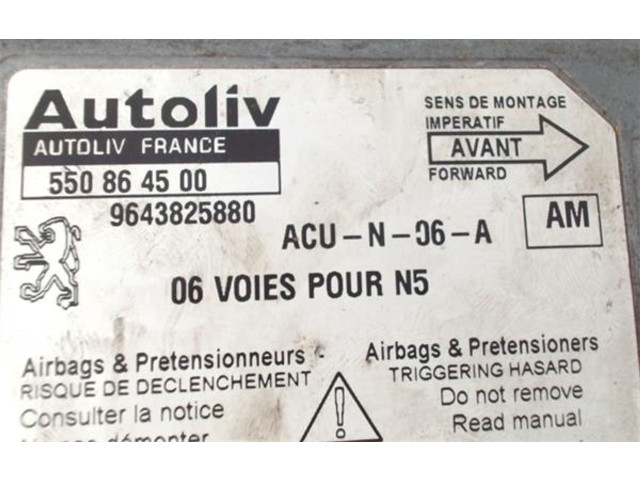 Autoliv
AUTOLIV FRANCE
550 86 45 00
9643825880
SENS DE MONTAGE
IMPERATIF
AVANT
FORWARD
ACU-N-06-A
AM
06 VOIES POUR N5
Airbags & Pretensionneurs
RISQUE DE DECLENCHEMENT
Consulter la notice
démonter
Airbags & Pretensioners
TRIGGERING HASARD
Do not remove
Read manual